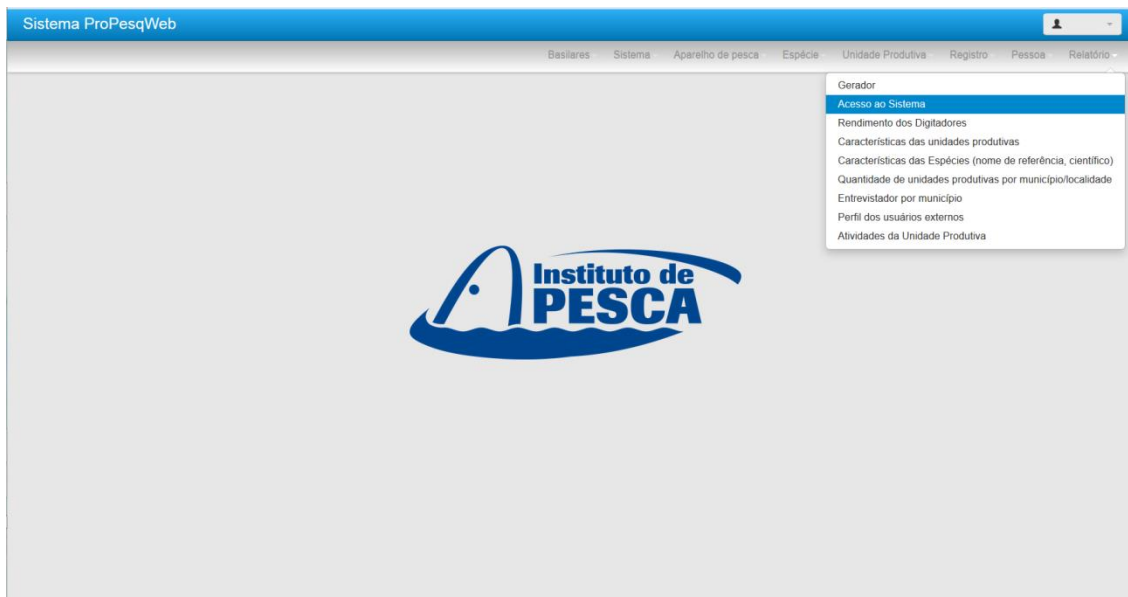 Sistema ProPesqWeb
Basilares Sistema Aparelho de pesca Espécie Unidade Produtiva Registro Pessoa Relatório
Gerador
Acesso ao Sistema
Rendimento dos Digitadores
Características das unidades produtivas
Características das Espécies (nome de referência, científico)
Quantidade de unidades produtivas por município/localidade
Entrevistador por município
Perfil dos usuários externos
Atividades da Unidade Produtiva
Instituto de
PESCA